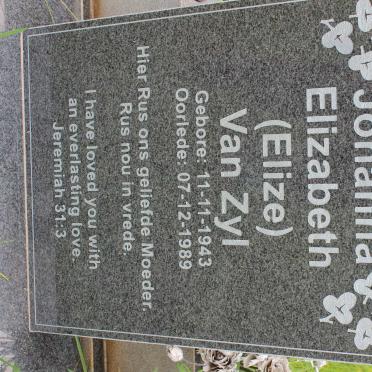 Johanna
Elizabeth
(Elize)
Van Zyl
Gebore: 11-11-1943
Oorlede: 07-12-1989
Hier Rus ons geliefde Moeder.
Rus nou in vrede.
I have loved you with
an everlasting love.
Jeremiah 31:3